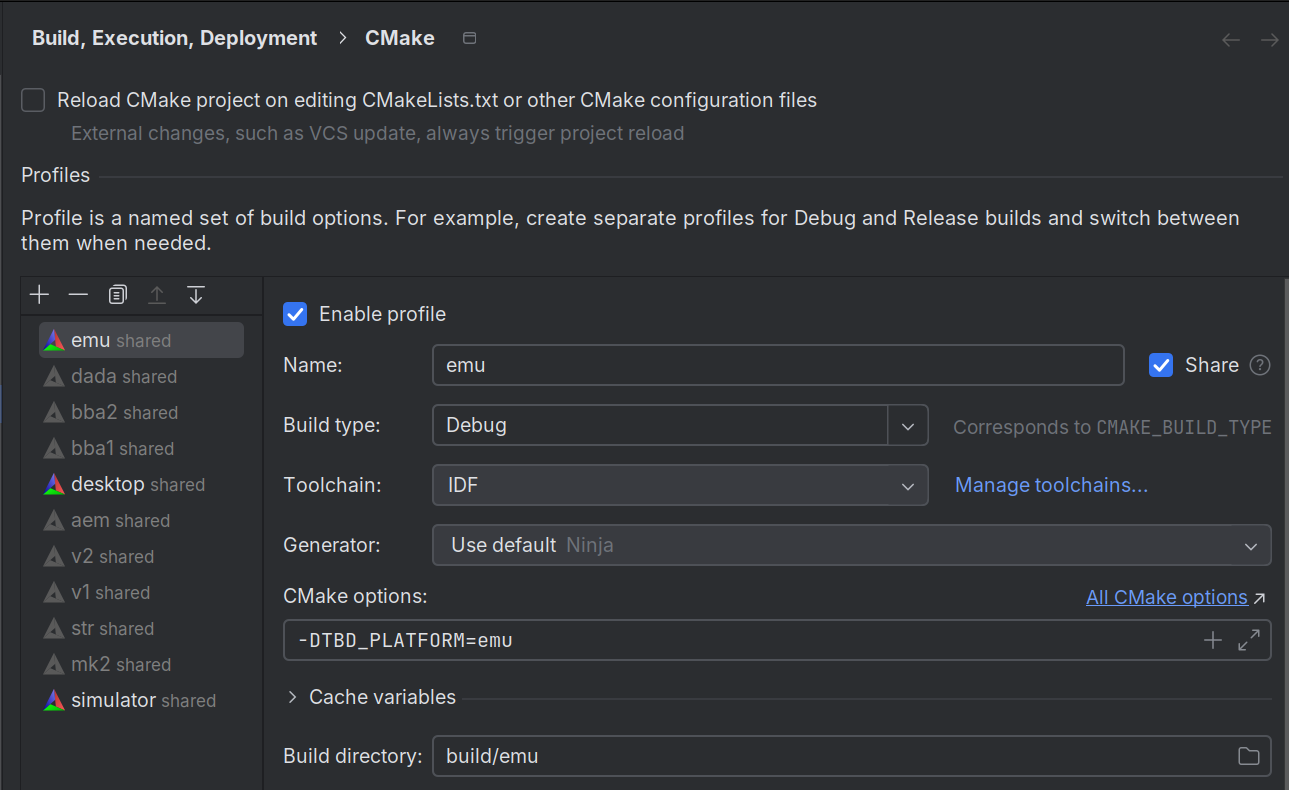 Build, Execution, Deployment > CMake
Reload CMake project on editing CMakeLists.txt or other CMake configuration files
External changes, such as VCS update, always trigger project reload
Profiles
Profile is a named set of build options. For example, create separate profiles for Debug and Release builds and switch between
them when needed.
emu shared
dada shared
bba2 shared
bba1 shared
desktop shared
aem shared
v2 shared
v1 shared
str shared
mk2 shared
simulator shared
Enable profile
Name: emu Share ?
Build type: Debug Corresponds to CMAKE_BUILD_TYPE
Toolchain: IDF Manage toolchains...
Generator: Use default Ninja
CMake options: All CMake options ↗
-DTBD_PLATFORM=emu
Cache variables
Build directory: build/emu